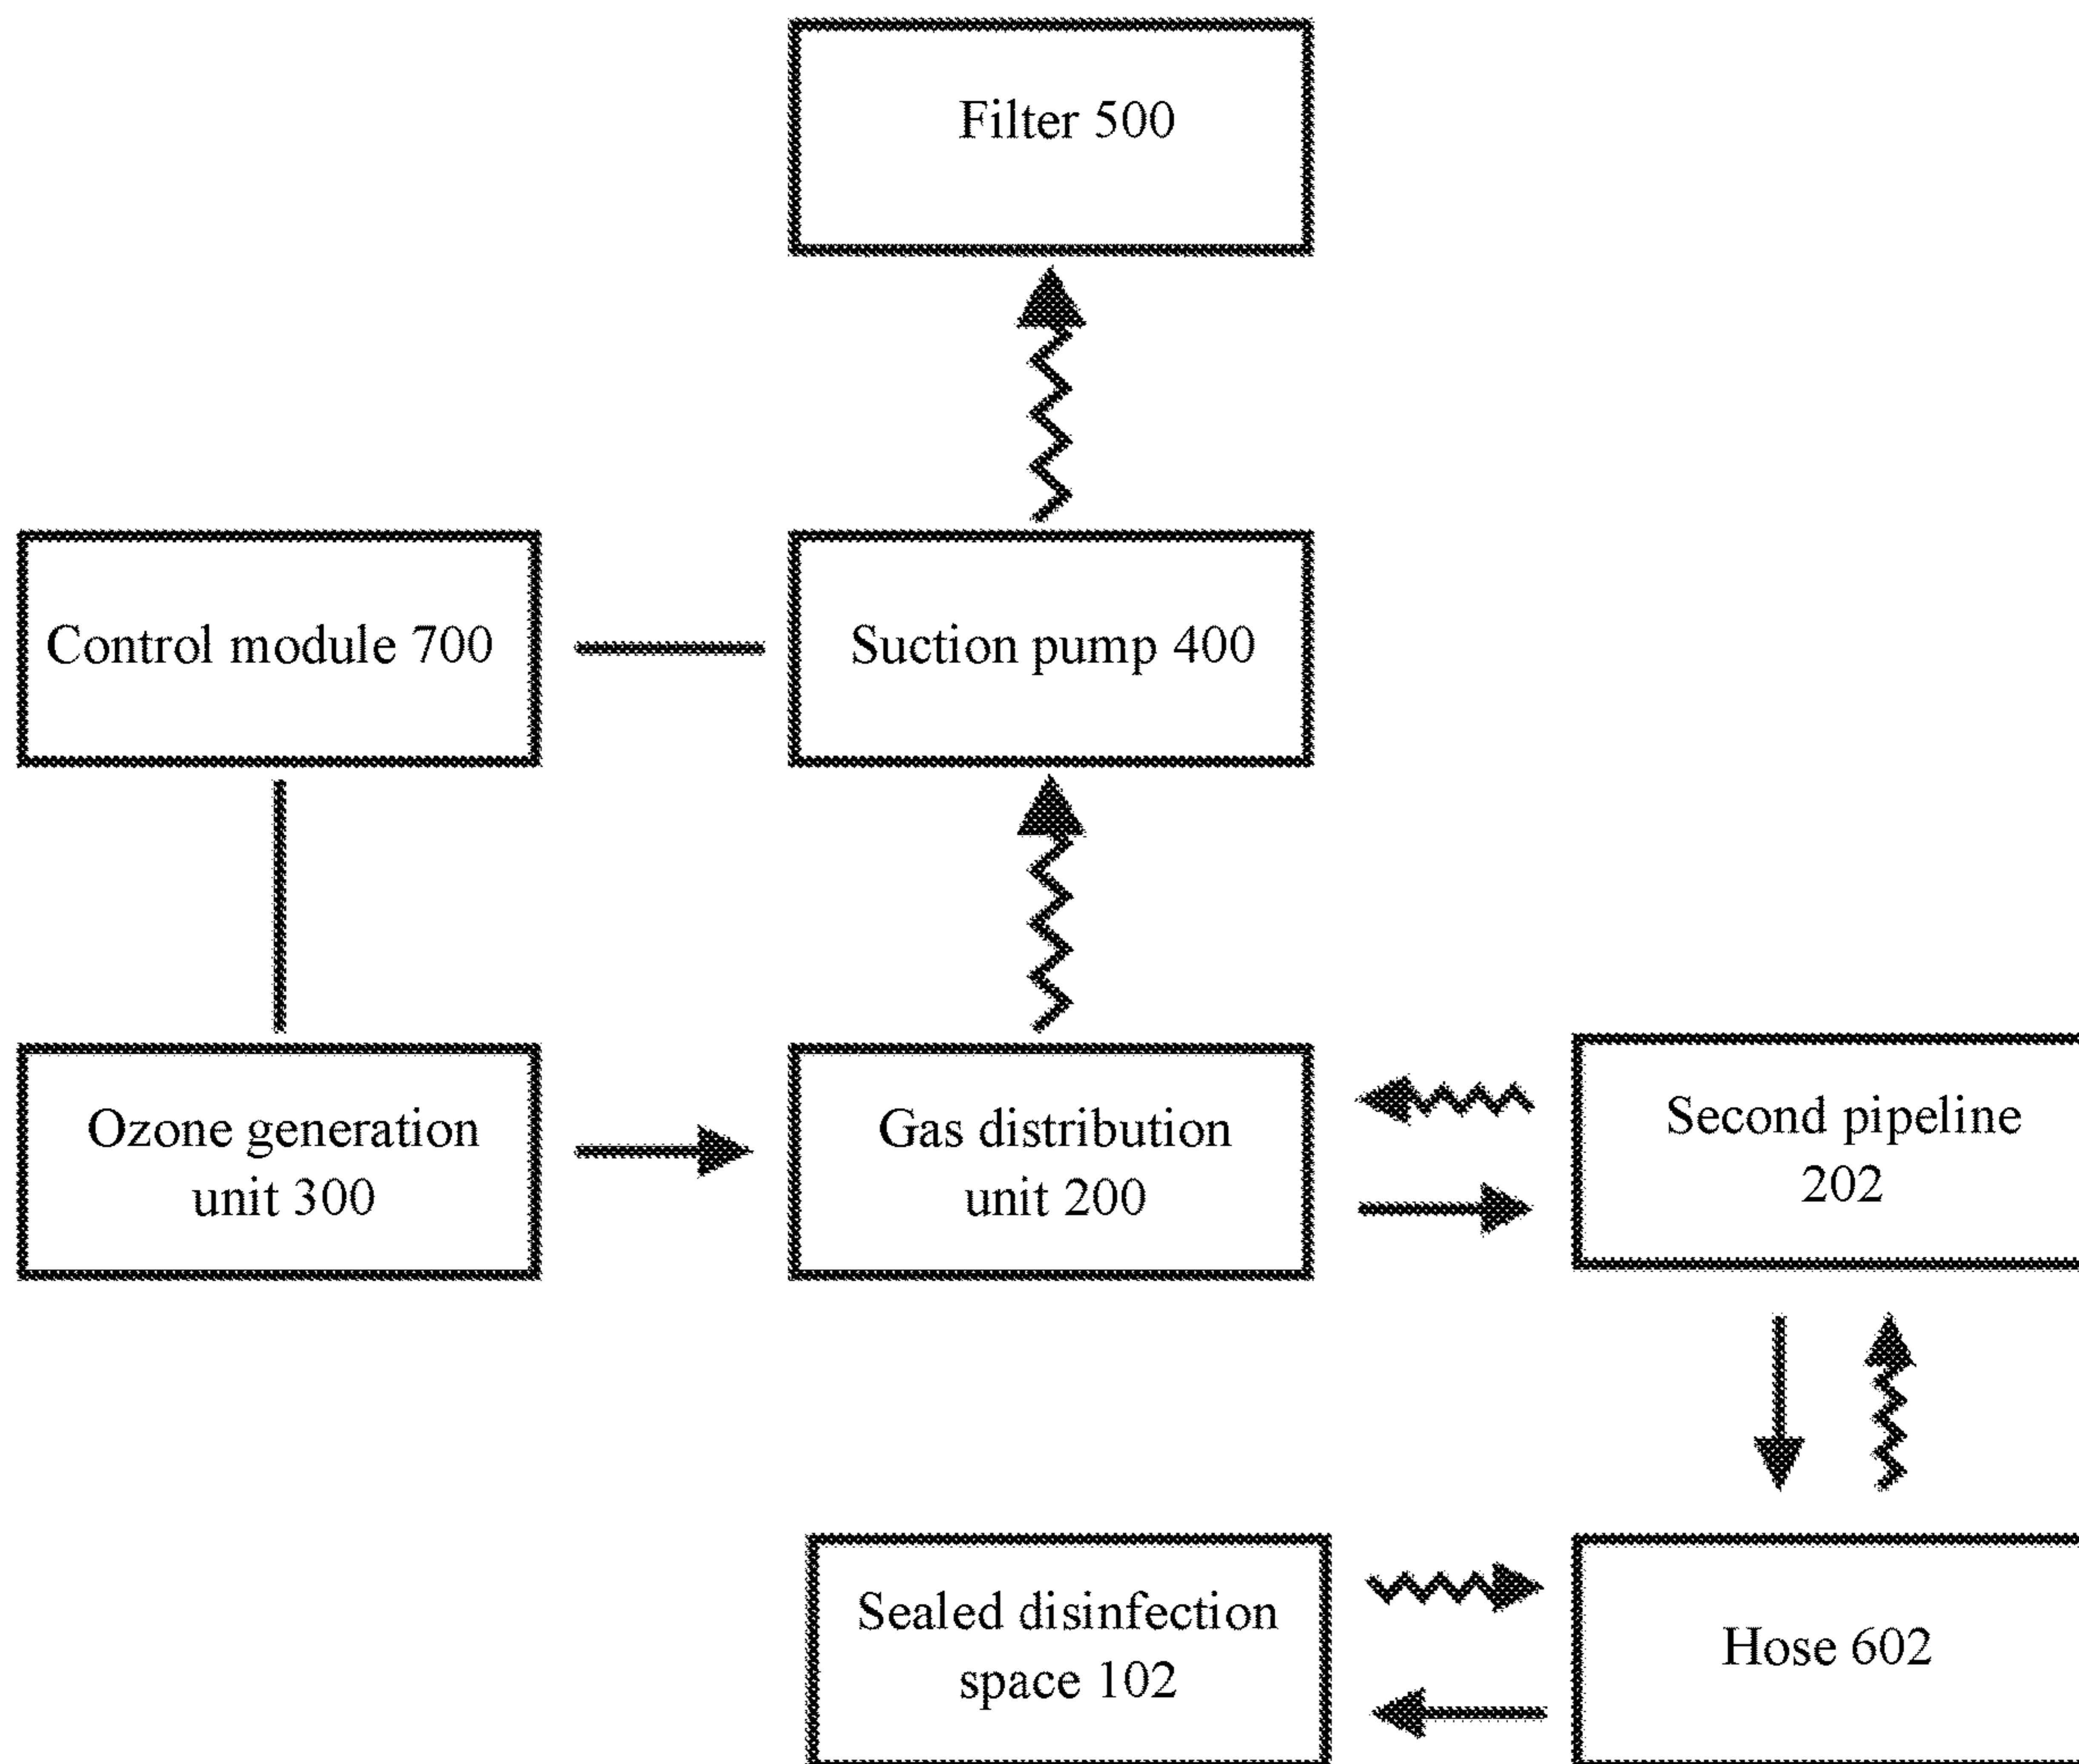 Filter 500
Control module 700
Suction pump 400
Ozone generation
unit 300
Gas distribution
unit 200
Second pipeline
202
Sealed disinfection
space 102
Hose 602